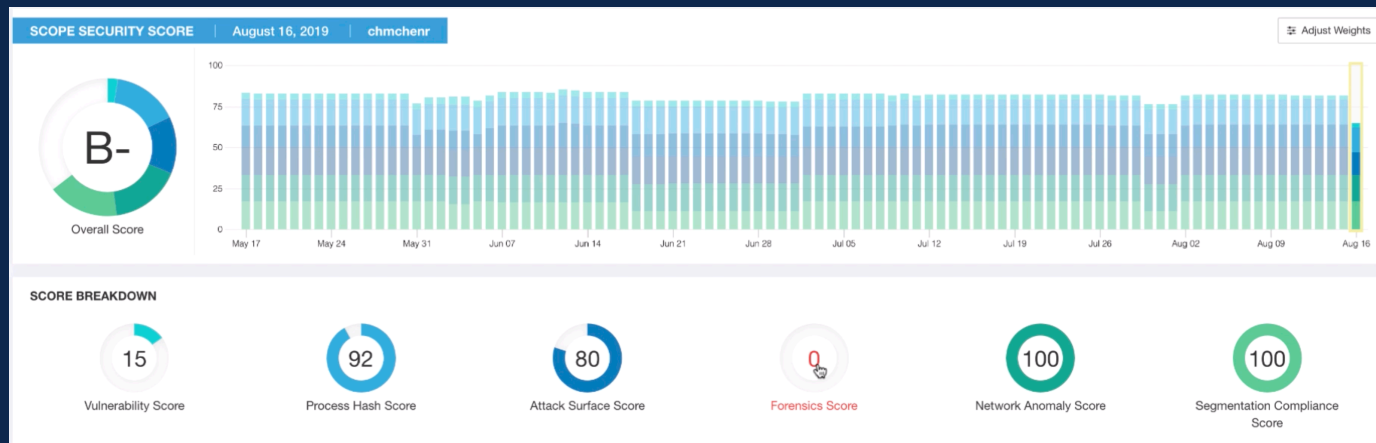 SCOPE SECURITY SCORE August 16, 2019 chmchenr
Adjust Weights
B-
Overall Score
100
75
50
25
0
May 17 May 24 May 31 Jun 07 Jun 14 Jun 21 Jun 28 Jul 05 Jul 12 Jul 19 Jul 26 Aug 02 Aug 09 Aug 16
SCORE BREAKDOWN
15 92 80 0 100 100
Vulnerability Score Process Hash Score Attack Surface Score Forensics Score Network Anomaly Score Segmentation Compliance
Score